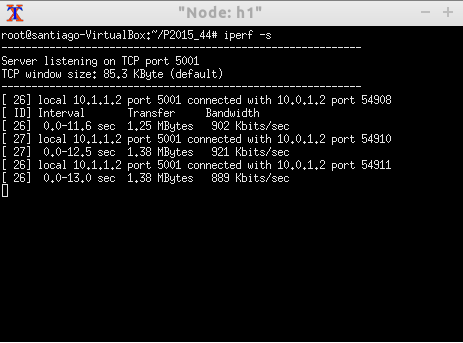 "Node: h1"
root@santiago-VirtualBox:~/P2015_44# iperf -s
------------------------------------------------------------
Server listening on TCP port 5001
TCP window size: 85.3 KByte (default)
------------------------------------------------------------
[ 26] local 10.1.1.2 port 5001 connected with 10.0.1.2 port 54908
[ ID] Interval       Transfer     Bandwidth
[ 26]  0.0-11.6 sec  1.25 MBytes   902 Kbits/sec
[ 27] local 10.1.1.2 port 5001 connected with 10.0.1.2 port 54910
[ 27]  0.0-12.5 sec  1.38 MBytes   921 Kbits/sec
[ 26] local 10.1.1.2 port 5001 connected with 10.0.1.2 port 54911
[ 26]  0.0-13.0 sec  1.38 MBytes   889 Kbits/sec